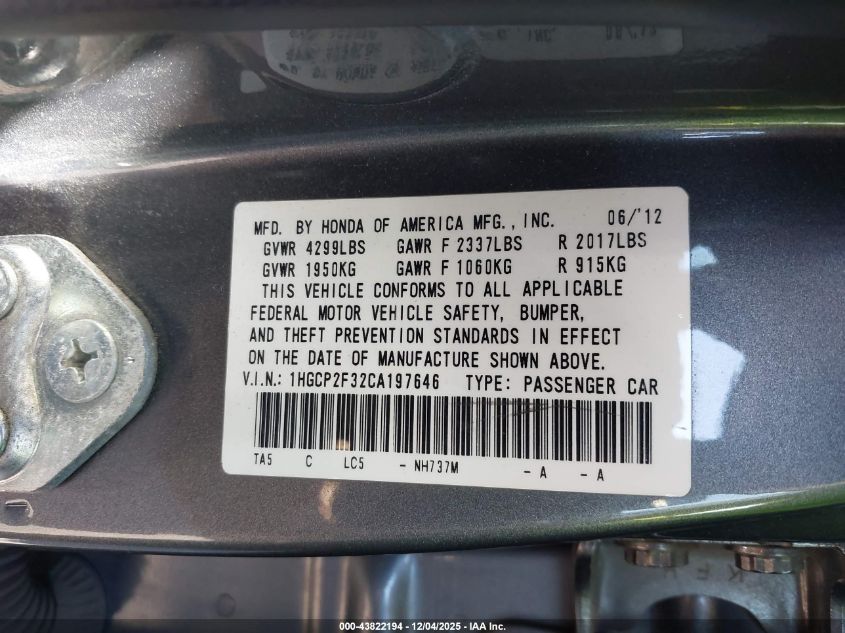 MFD. BY HONDA OF AMERICA MFG., INC. 06/'12
GVWR 4299LBS GAWR F 2337LBS R 2017LBS
GVWR 1950KG GAWR F 1060KG R 915KG
THIS VEHICLE CONFORMS TO ALL APPLICABLE
FEDERAL MOTOR VEHICLE SAFETY, BUMPER,
AND THEFT PREVENTION STANDARDS IN EFFECT
ON THE DATE OF MANUFACTURE SHOWN ABOVE.
V.I.N.: 1HGCP2F32CA197646 TYPE: PASSENGER CAR
TA5 C LC5 - NH737M - A - A
000-43822194 - 12/04/2025 - IAA Inc.